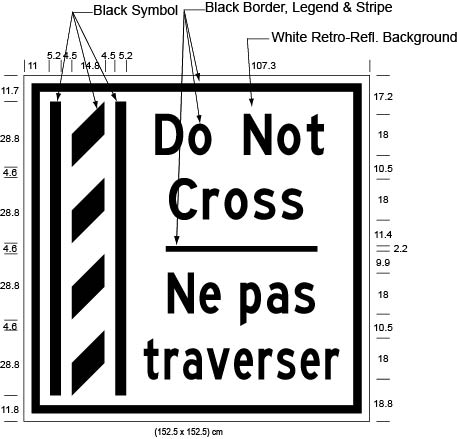 Black Symbol
Black Border, Legend & Stripe
White Retro-Refl. Background
5.2 4.5 4.5 5.2
11 14.8 107.3
11.7
28.8
4.6
28.8
4.6
28.8
4.6
28.8
11.8
Do Not
Cross
Ne pas
traverser
17.2
18
10.5
18
11.4
2.2
9.9
18
10.5
18
18.8
(152.5 x 152.5) cm